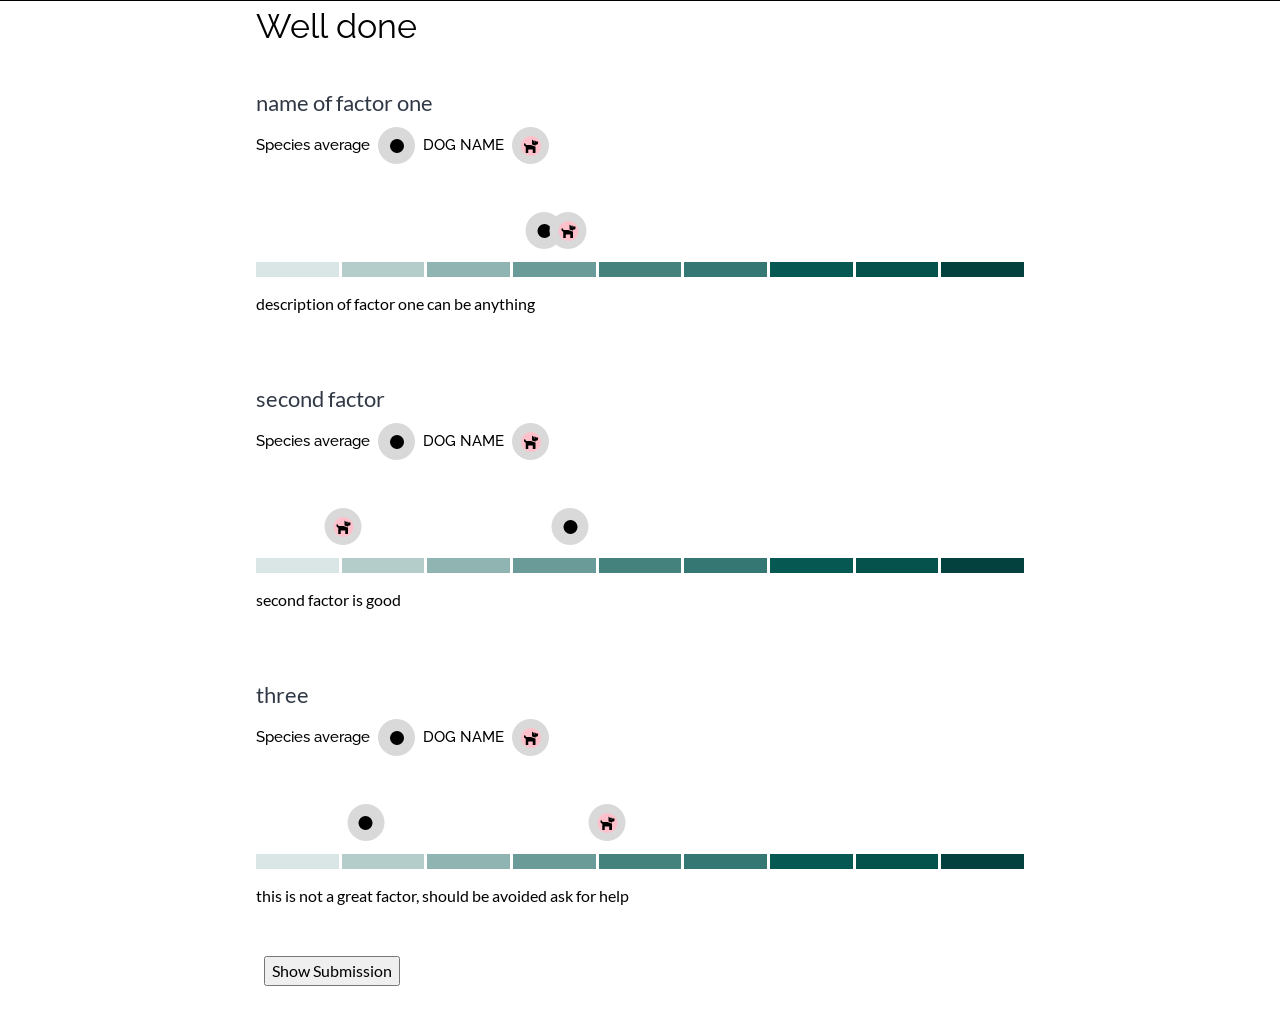 Well done
name of factor one
Species average DOG NAME
description of factor one can be anything
second factor
Species average DOG NAME
second factor is good
three
Species average DOG NAME
this is not a great factor, should be avoided ask for help
Show Submission